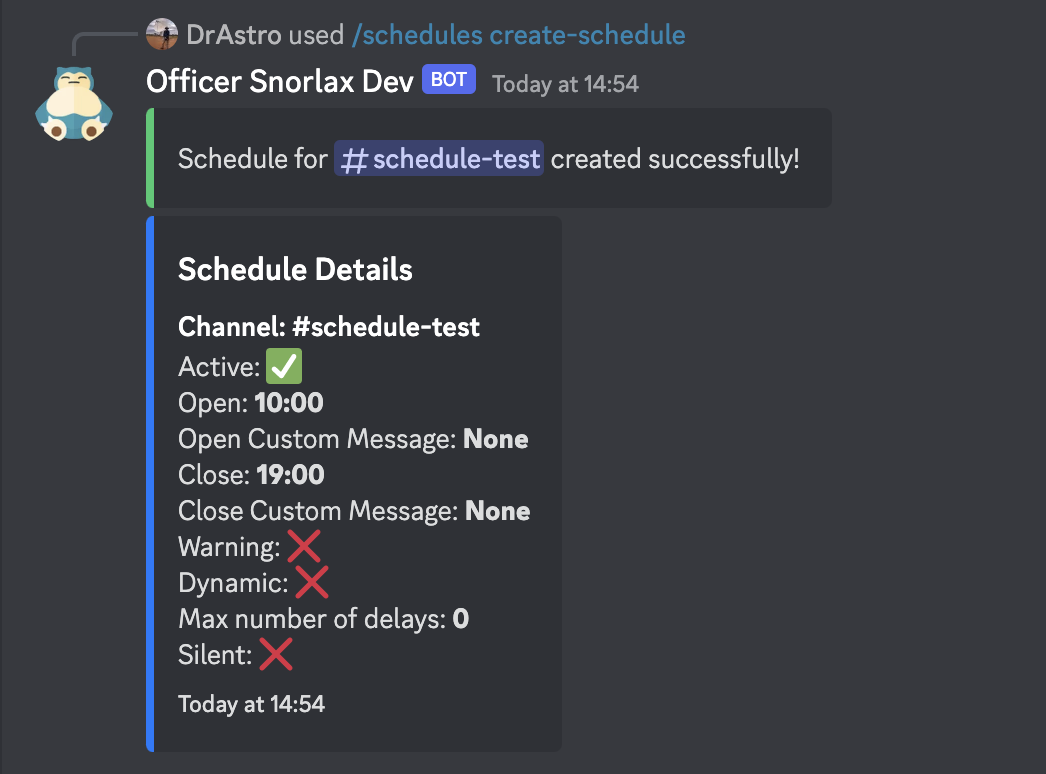 DrAstro used /schedules create-schedule
Officer Snorlax Dev BOT Today at 14:54
Schedule for #schedule-test created successfully!
Schedule Details
Channel: #schedule-test
Active: ✅
Open: 10:00
Open Custom Message: None
Close: 19:00
Close Custom Message: None
Warning: ❌
Dynamic: ❌
Max number of delays: 0
Silent: ❌
Today at 14:54